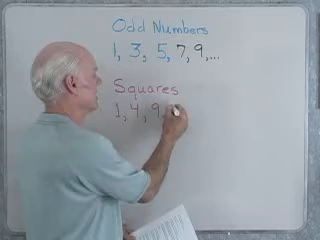 Odd Numbers
1, 3, 5, 7, 9, ...
Squares
1, 4, 9,